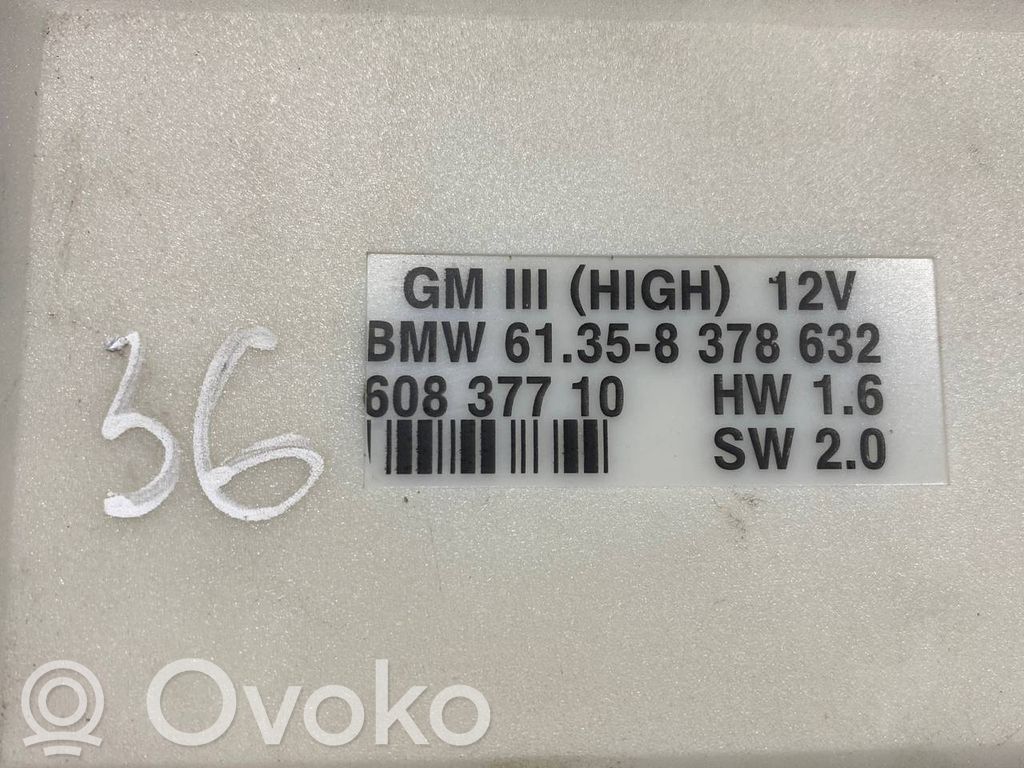 36
GM III (HIGH) 12V
BMW 61.35-8 378 632
608 377 10 HW 1.6
SW 2.0
Ovoko